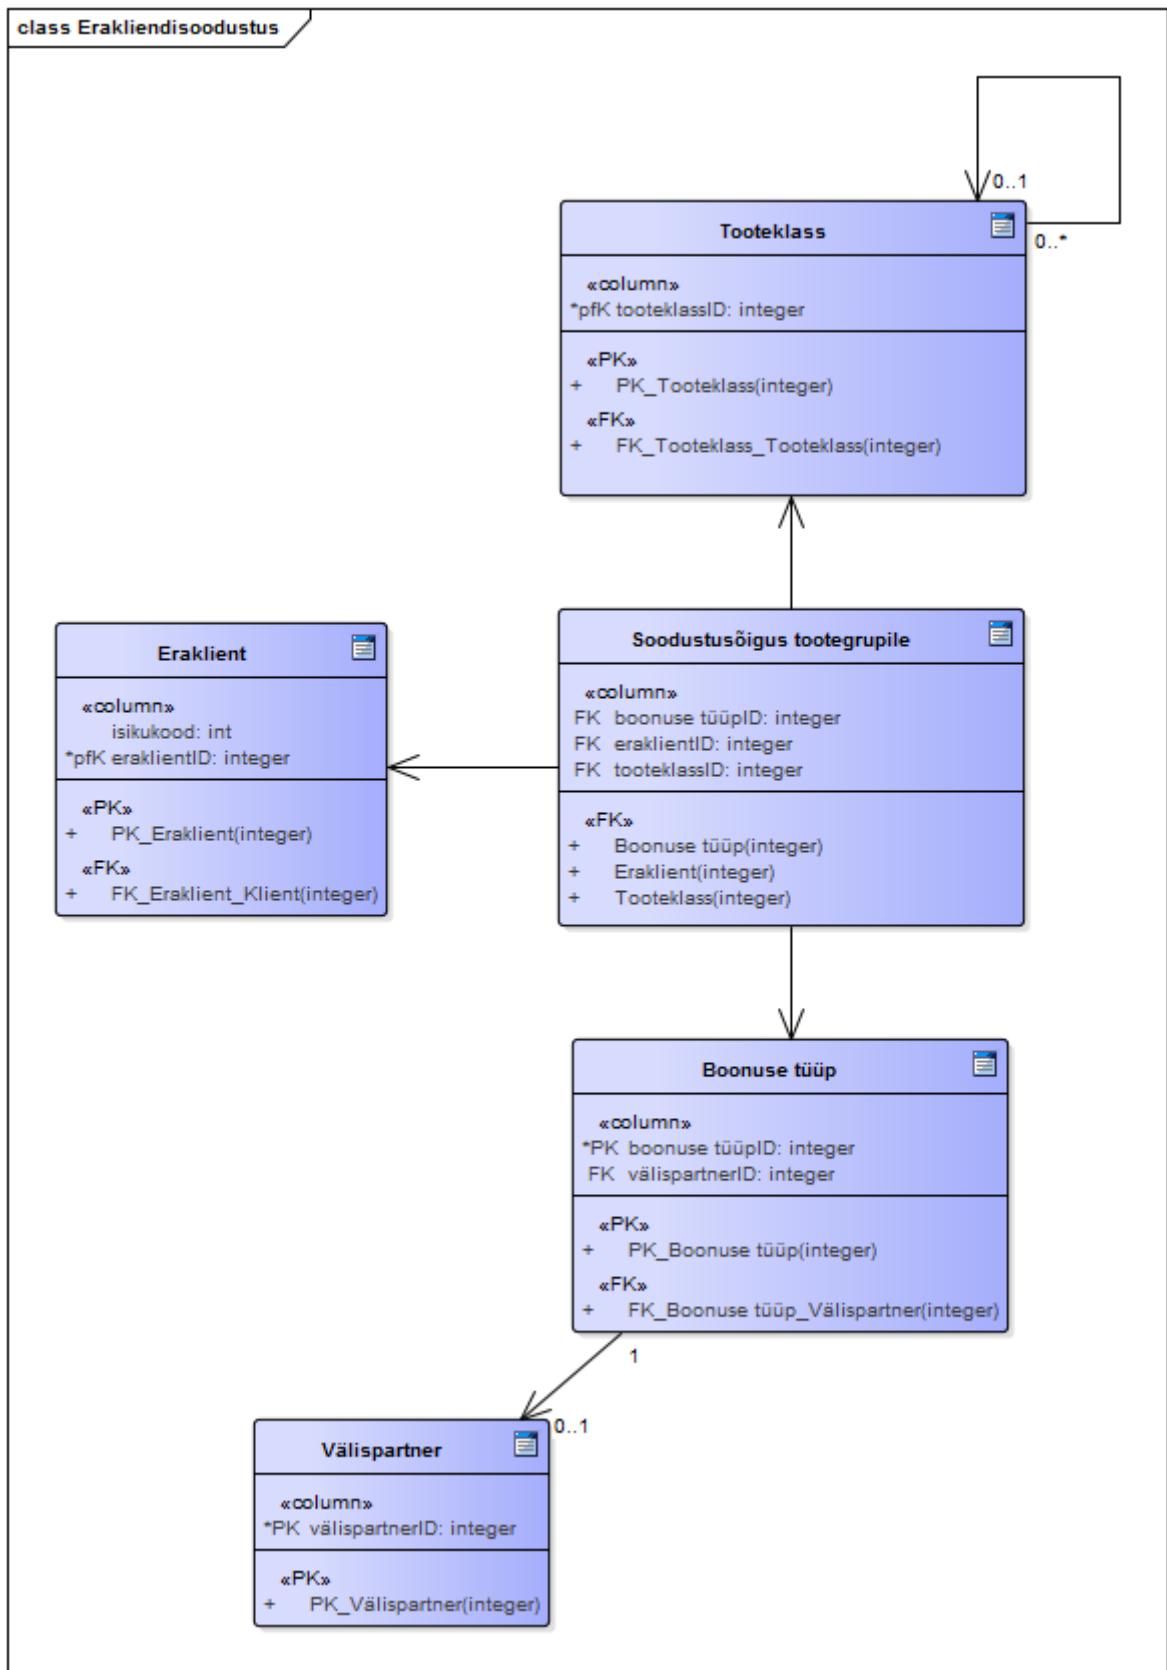 class Erakliendisoodustus
0..1
0..*
Tooteklass
«column»
*pfK tooteklassID: integer
«PK»
+ PK_Tooteklass(integer)
«FK»
+ FK_Tooteklass_Tooteklass(integer)
Eraklient
«column»
isikukood: int
*pfK eraklientID: integer
«PK»
+ PK_Eraklient(integer)
«FK»
+ FK_Eraklient_Klient(integer)
Soodustusõigus tootegrupile
«column»
FK boonuse tüüpID: integer
FK eraklientID: integer
FK tooteklassID: integer
«FK»
+ Boonuse tüüp(integer)
+ Eraklient(integer)
+ Tooteklass(integer)
Boonuse tüüp
«column»
*PK boonuse tüüpID: integer
FK välispartnerID: integer
«PK»
+ PK_Boonuse tüüp(integer)
«FK»
+ FK_Boonuse tüüp_Välispartner(integer)
1
0..1
Välispartner
«column»
*PK välispartnerID: integer
«PK»
+ PK_Välispartner(integer)